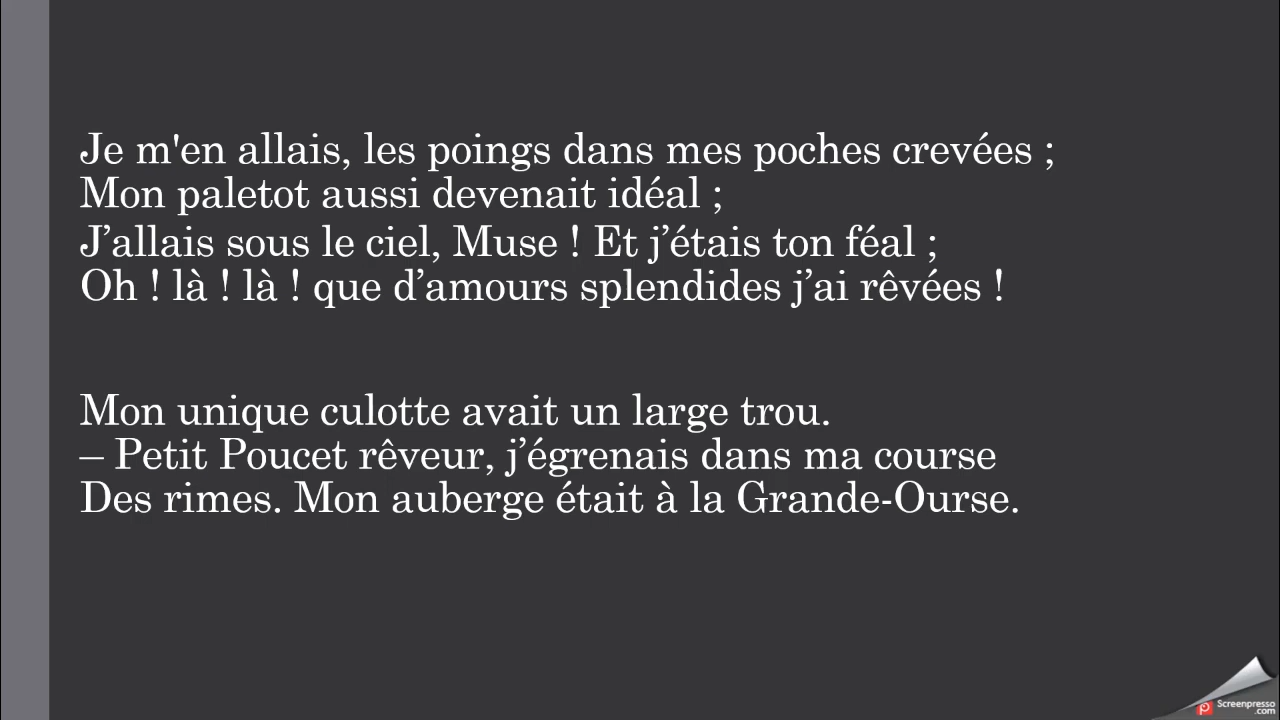 Je m'en allais, les poings dans mes poches crevées ;
Mon paletot aussi devenait idéal ;
J’allais sous le ciel, Muse ! Et j’étais ton féal ;
Oh ! là ! là ! que d’amours splendides j’ai rêvées !
Mon unique culotte avait un large trou.
– Petit Poucet rêveur, j’égrenais dans ma course
Des rimes. Mon auberge était à la Grande-Ourse.
Screenpresso
.com